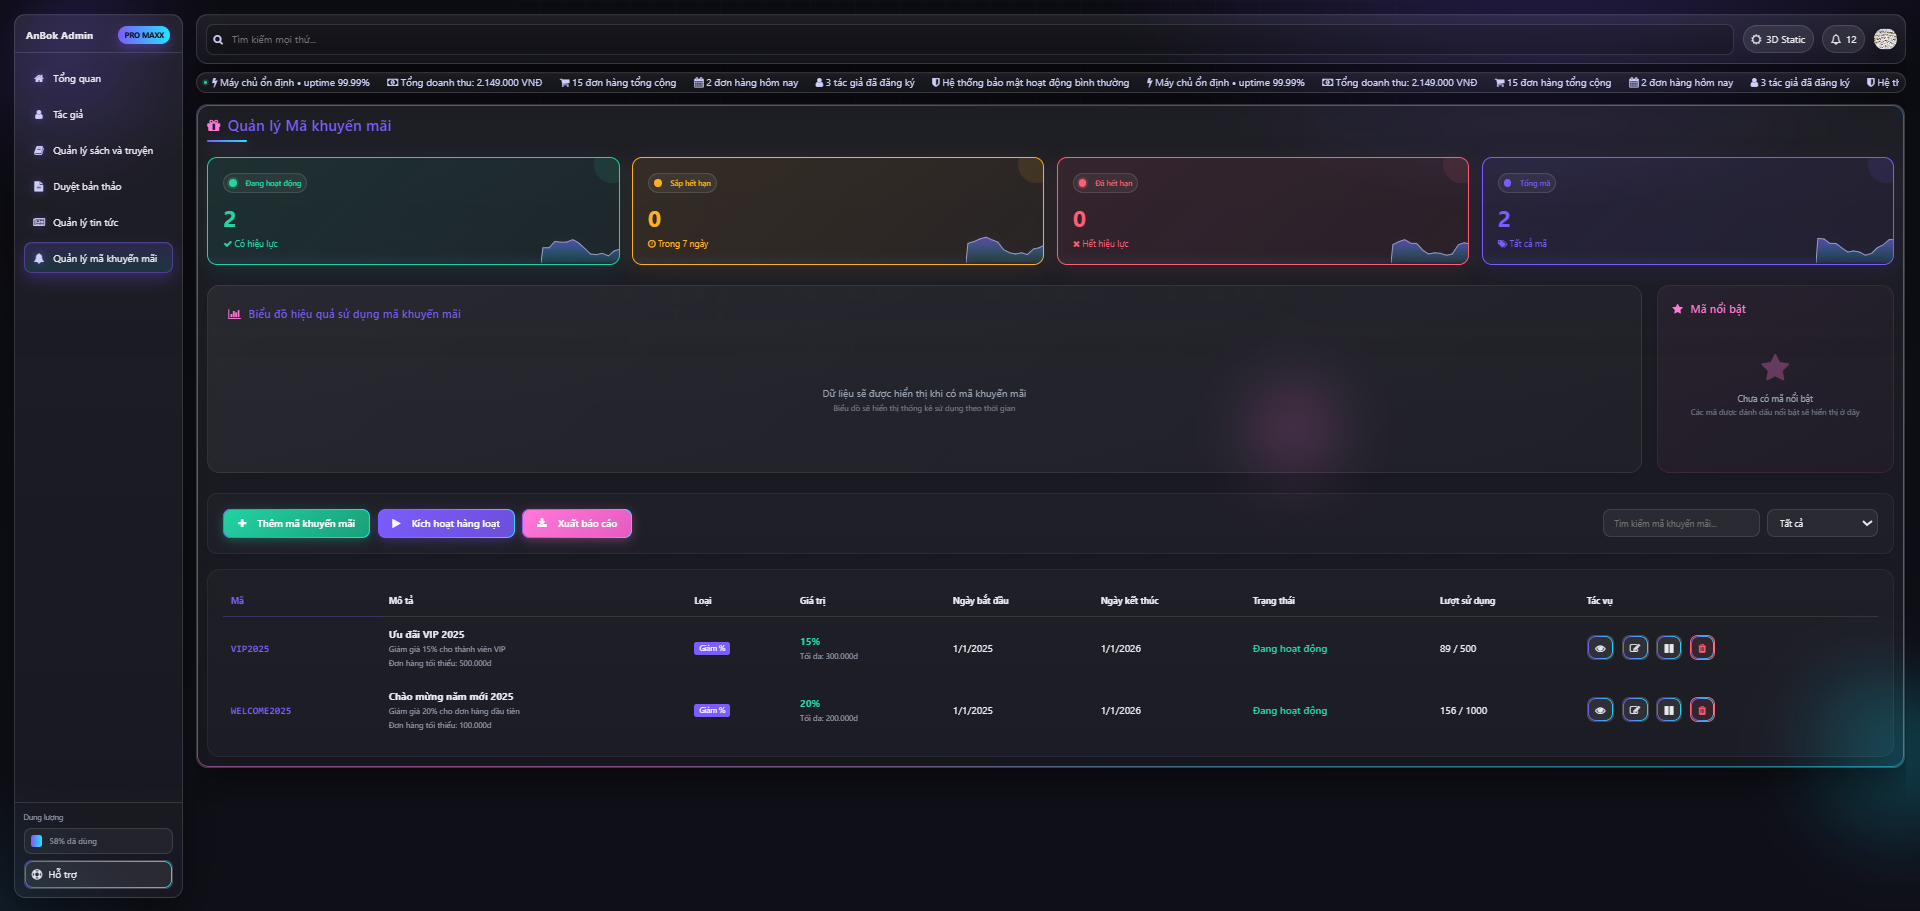 AnBok Admin
PRO MAXX
Tổng quan
Tác giả
Quản lý sách và truyện
Duyệt bản thảo
Quản lý tin tức
Quản lý mã khuyến mãi
Dung lượng
58% đã dùng
Hỗ trợ
Tìm kiếm mọi thứ...
3D Static
12
Máy chủ ổn định • uptime 99.99% Tổng doanh thu: 2.149.000 VNĐ 15 đơn hàng tổng cộng 2 đơn hàng hôm nay 3 tác giả đã đăng ký Hệ thống bảo mật hoạt động bình thường Máy chủ ổn định • uptime 99.99% Tổng doanh thu: 2.149.000 VNĐ 15 đơn hàng tổng cộng 2 đơn hàng hôm nay 3 tác giả đã đăng ký Hệ th
Quản lý Mã khuyến mãi
Đang hoạt động
2
Có hiệu lực
Sắp hết hạn
0
Trong 7 ngày
Đã hết hạn
0
Hết hiệu lực
Tổng mã
2
Tất cả mã
Biểu đồ hiệu quả sử dụng mã khuyến mãi
Dữ liệu sẽ được hiển thị khi có mã khuyến mãi
Biểu đồ sẽ hiển thị thống kê sử dụng theo thời gian
Mã nổi bật
Chưa có mã nổi bật
Các mã được đánh dấu nổi bật sẽ hiển thị ở đây
Thêm mã khuyến mãi
Kích hoạt hàng loạt
Xuất báo cáo
Tìm kiếm mã khuyến mãi...
Tất cả
Mã Mô tả Loại Giá trị Ngày bắt đầu Ngày kết thúc Trạng thái Lượt sử dụng Tác vụ
VIP2025
Ưu đãi VIP 2025
Giảm giá 15% cho thành viên VIP
Đơn hàng tối thiểu: 500.000đ
Giảm %
15%
Tối đa: 300.000đ
1/1/2025
1/1/2026
Đang hoạt động
89 / 500
WELCOME2025
Chào mừng năm mới 2025
Giảm giá 20% cho đơn hàng đầu tiên
Đơn hàng tối thiểu: 100.000đ
Giảm %
20%
Tối đa: 200.000đ
1/1/2025
1/1/2026
Đang hoạt động
156 / 1000